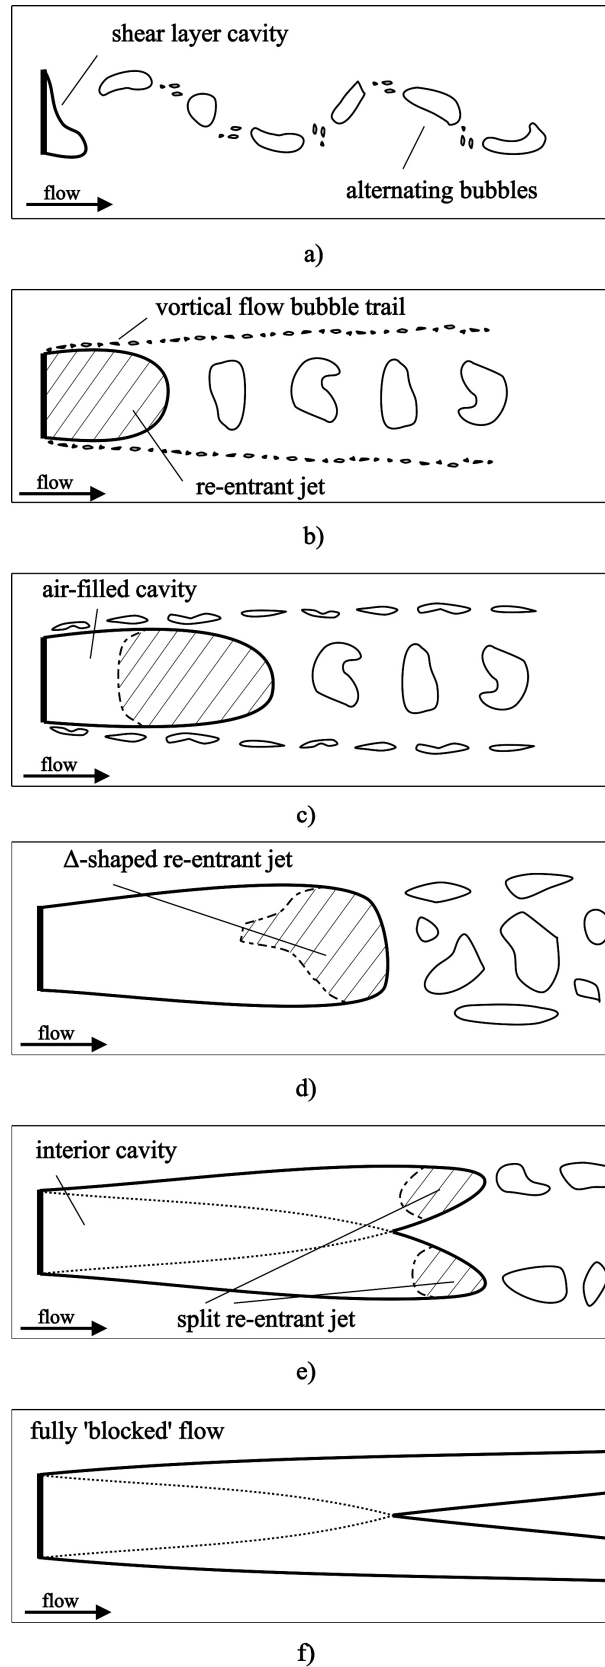 shear layer cavity
alternating bubbles
flow
a)
vortical flow bubble trail
flow
re-entrant jet
b)
air-filled cavity
flow
c)
Δ-shaped re-entrant jet
flow
d)
interior cavity
flow
split re-entrant jet
e)
fully 'blocked' flow
flow
f)